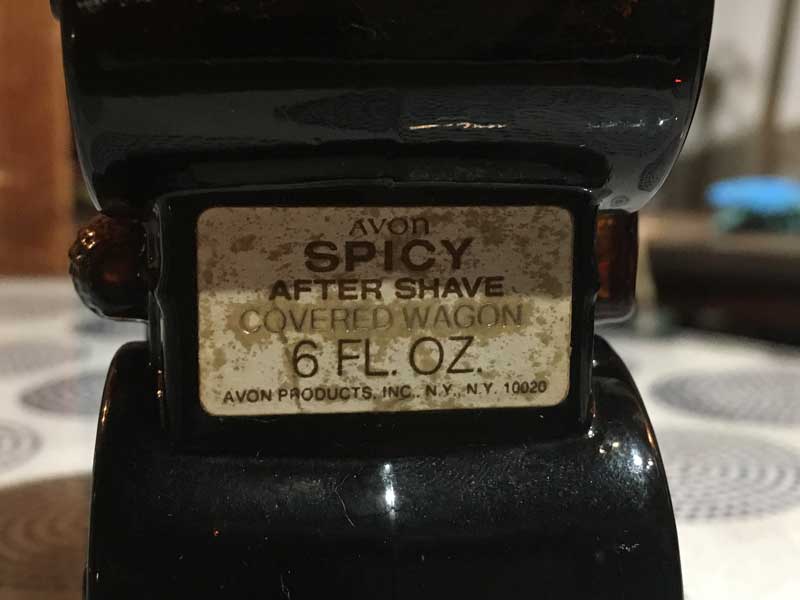 AVON
SPICY
AFTER SHAVE
COVERED WAGON
6 FL. OZ.
AVON PRODUCTS, INC., N.Y., N.Y. 10020